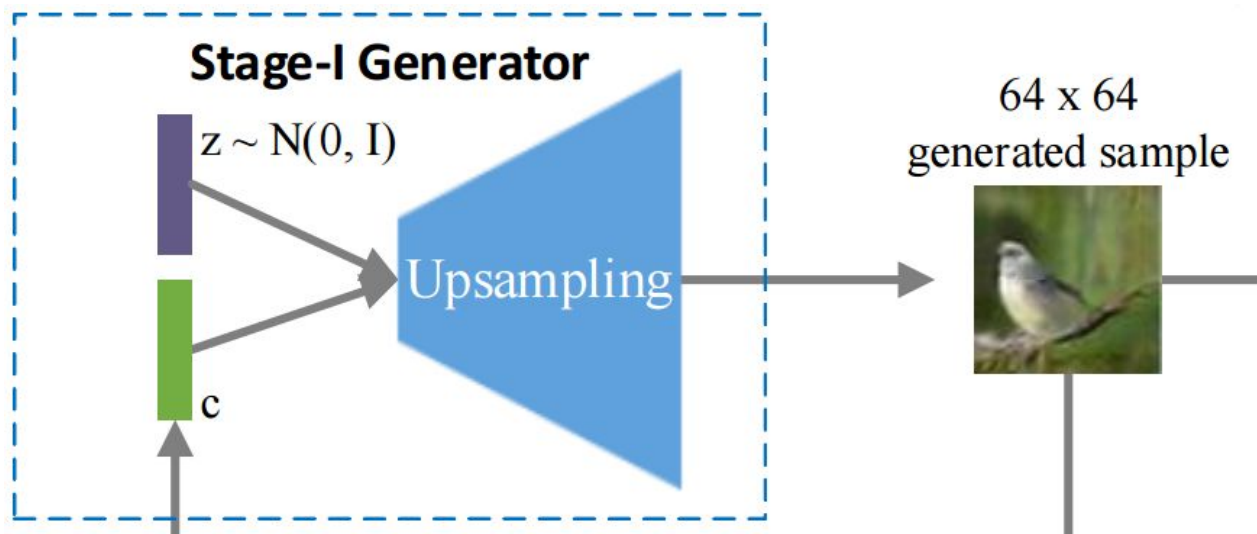 Stage-I Generator
z ~ N(0, I)
c
Upsampling
64 x 64
generated sample